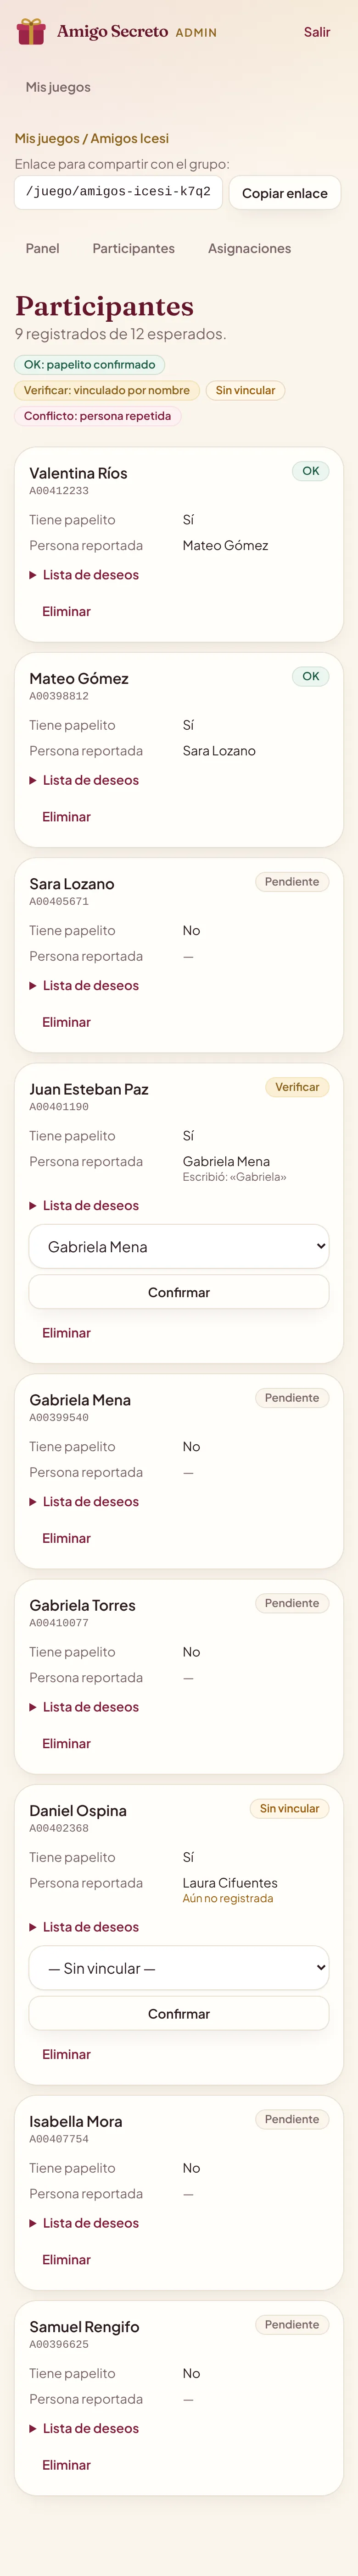 Amigo Secreto ADMIN
Salir
Mis juegos
Mis juegos / Amigos Icesi
Enlace para compartir con el grupo:
/juego/amigos-icesi-k7q2
Copiar enlace
Panel
Participantes
Asignaciones
Participantes
9 registrados de 12 esperados.
OK: papelito confirmado
Verificar: vinculado por nombre
Sin vincular
Conflicto: persona repetida
Valentina Ríos
OK
A00412233
Tiene papelito Sí
Persona reportada Mateo Gómez
Lista de deseos
Eliminar
Mateo Gómez
OK
A00398812
Tiene papelito Sí
Persona reportada Sara Lozano
Lista de deseos
Eliminar
Sara Lozano
Pendiente
A00405671
Tiene papelito No
Persona reportada —
Lista de deseos
Eliminar
Juan Esteban Paz
Verificar
A00401190
Tiene papelito Sí
Persona reportada Gabriela Mena
Escribió: «Gabriela»
Lista de deseos
Gabriela Mena
Confirmar
Eliminar
Gabriela Mena
Pendiente
A00399540
Tiene papelito No
Persona reportada —
Lista de deseos
Eliminar
Gabriela Torres
Pendiente
A00410077
Tiene papelito No
Persona reportada —
Lista de deseos
Eliminar
Daniel Ospina
Sin vincular
A00402368
Tiene papelito Sí
Persona reportada Laura Cifuentes
Aún no registrada
Lista de deseos
— Sin vincular —
Confirmar
Eliminar
Isabella Mora
Pendiente
A00407754
Tiene papelito No
Persona reportada —
Lista de deseos
Eliminar
Samuel Rengifo
Pendiente
A00396625
Tiene papelito No
Persona reportada —
Lista de deseos
Eliminar